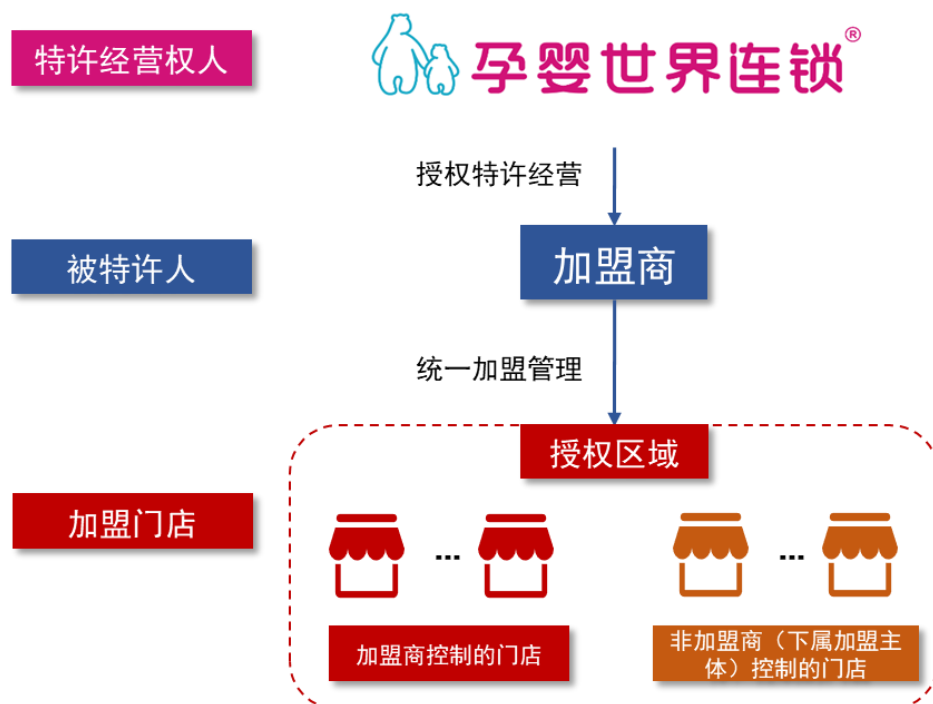 特许经营权人
孕婴世界连锁®
授权特许经营
被特许人
加盟商
统一加盟管理
授权区域
加盟门店
... ...
加盟商控制的门店
非加盟商（下属加盟主
体）控制的门店